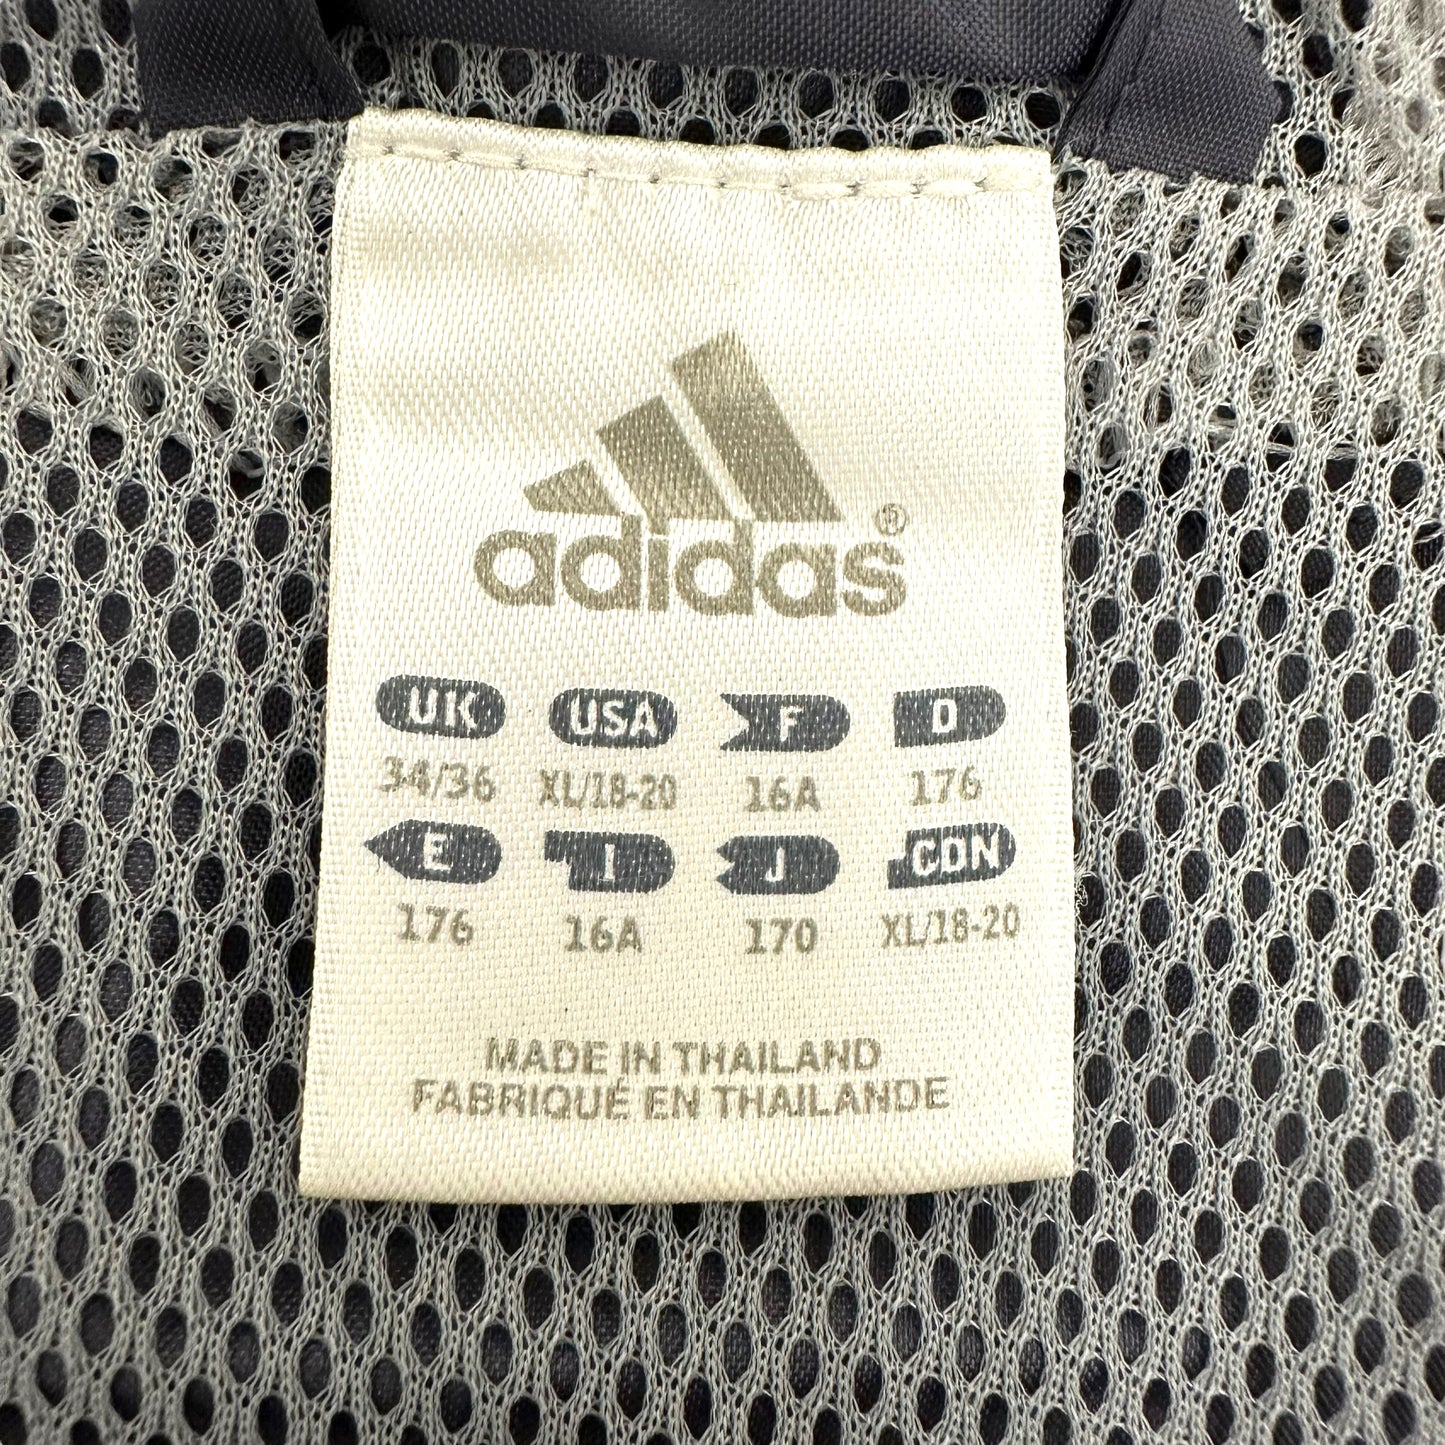 adidas®
UK USA F D
34/36 XL/18-20 16A 176
E I J CDN
176 16A 170 XL/18-20
MADE IN THAILAND
FABRIQUÉ EN THAILANDE